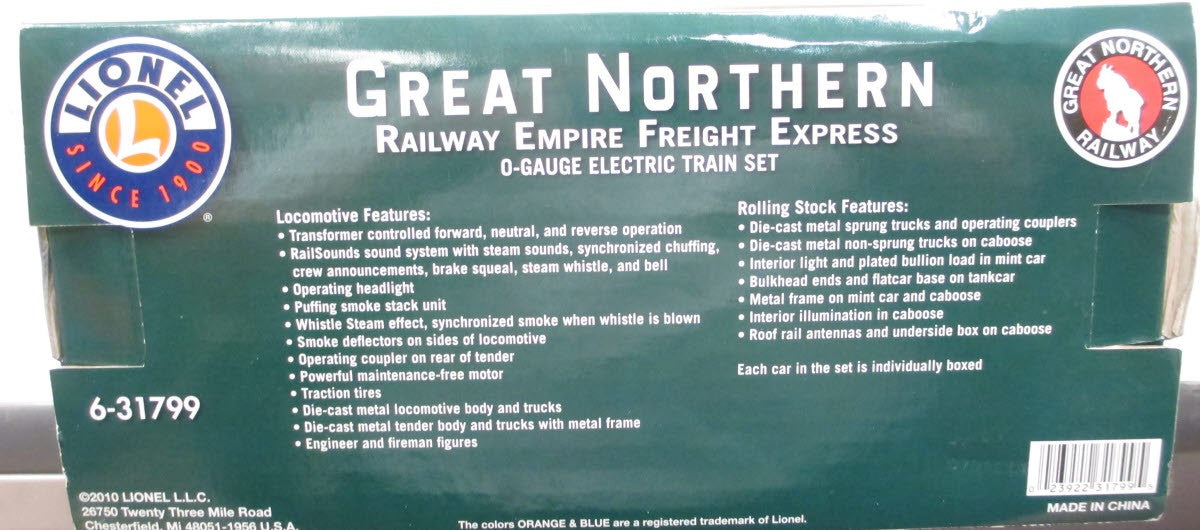 LIONEL
SINCE 1900
®
GREAT NORTHERN
RAILWAY EMPIRE FREIGHT EXPRESS
O-GAUGE ELECTRIC TRAIN SET
GREAT NORTHERN
RAILWAY
Locomotive Features:
• Transformer controlled forward, neutral, and reverse operation
• RailSounds sound system with steam sounds, synchronized chuffing,
crew announcements, brake squeal, steam whistle, and bell
• Operating headlight
• Puffing smoke stack unit
• Whistle Steam effect, synchronized smoke when whistle is blown
• Smoke deflectors on sides of locomotive
• Operating coupler on rear of tender
• Powerful maintenance-free motor
• Traction tires
• Die-cast metal locomotive body and trucks
• Die-cast metal tender body and trucks with metal frame
• Engineer and fireman figures
Rolling Stock Features:
• Die-cast metal sprung trucks and operating couplers
• Die-cast metal non-sprung trucks on caboose
• Interior light and plated bullion load in mint car
• Bulkhead ends and flatcar base on tankcar
• Metal frame on mint car and caboose
• Interior illumination in caboose
• Roof rail antennas and underside box on caboose
Each car in the set is individually boxed
6-31799
©2010 LIONEL L.L.C.
26750 Twenty Three Mile Road
Chesterfield, Mi 48051-1956 U.S.A.
The colors ORANGE & BLUE are a registered trademark of Lionel.
0 23922 31799 5
MADE IN CHINA